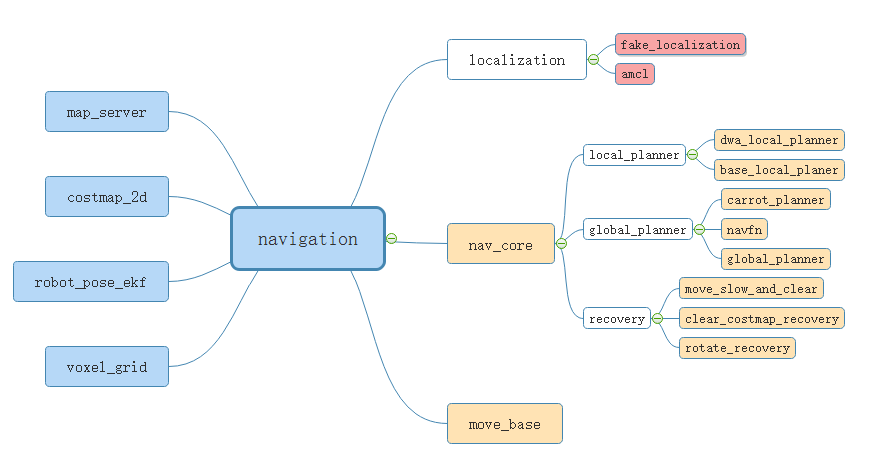 navigation
map_server
costmap_2d
robot_pose_ekf
voxel_grid
localization
fake_localization
amcl
nav_core
local_planner
dwa_local_planner
base_local_planer
global_planner
carrot_planner
navfn
global_planner
recovery
move_slow_and_clear
clear_costmap_recovery
rotate_recovery
move_base